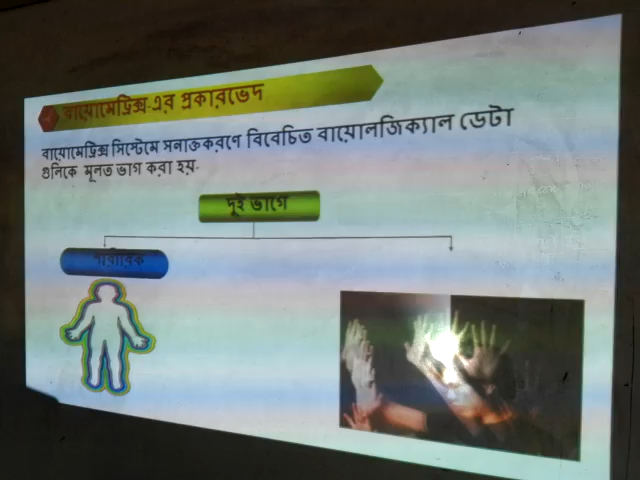 বায়োমেট্রিক্স-এর প্রকারভেদ
বায়োমেট্রিক্স সিস্টেমে সনাক্তকরণে বিবেচিত বায়োলজিক্যাল ডেটা
গুলিকে মূলত ভাগ করা হয়-
দুই ভাগে
শারীরিক